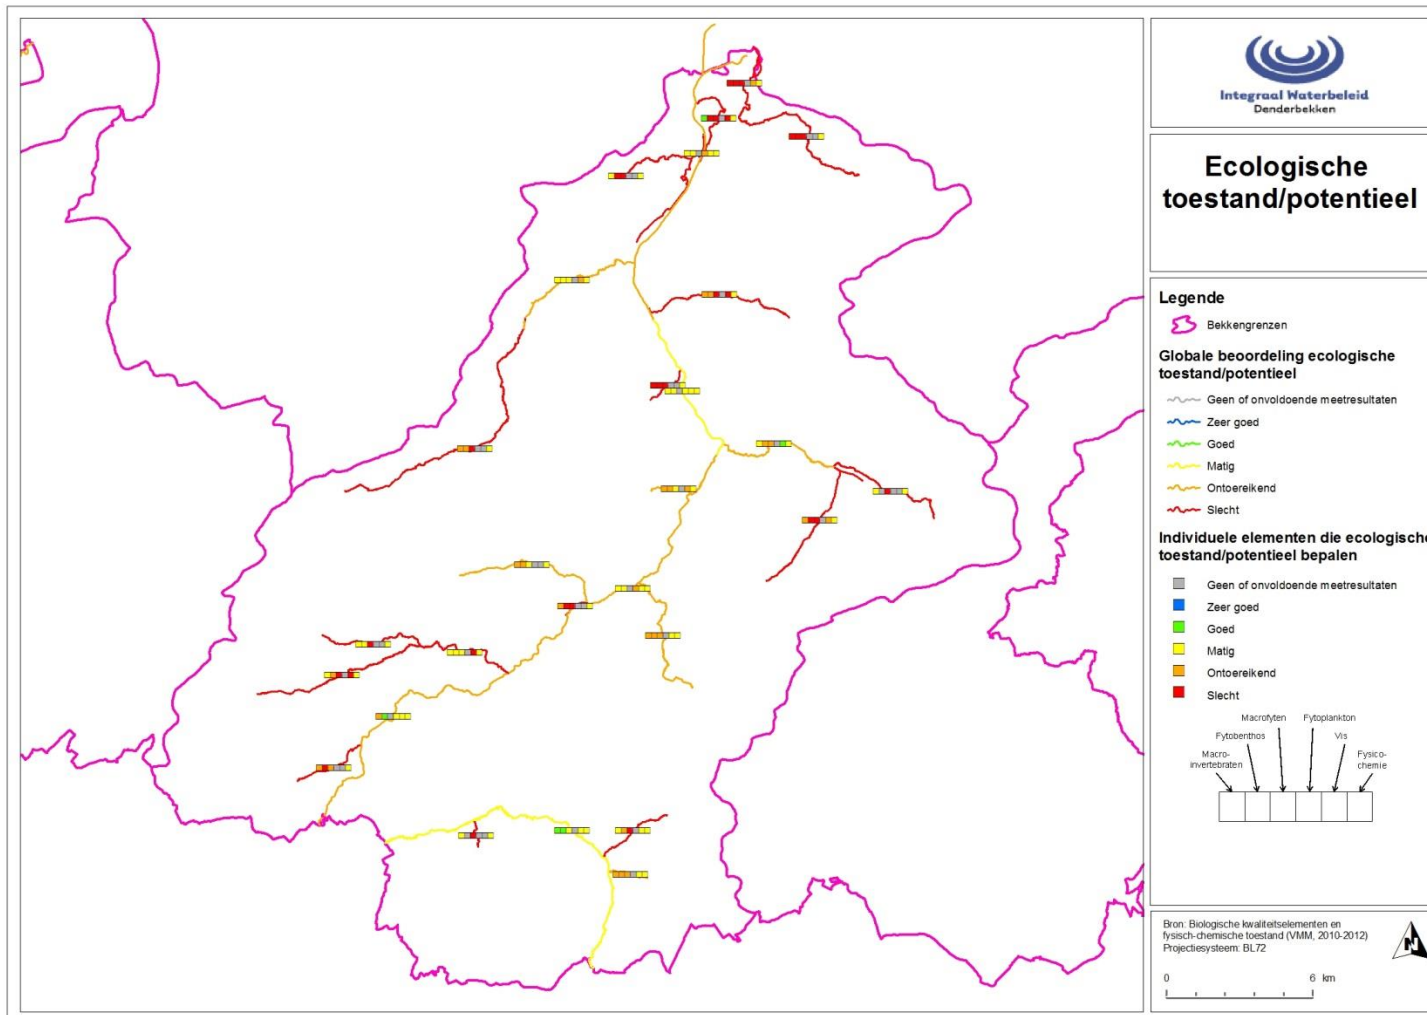 Integraal Waterbeleid
Denderbekken
Ecologische
toestand/potentieel
Legende
Bekkengrenzen
Globale beoordeling ecologische
toestand/potentieel
Geen of onvoldoende meetresultaten
Zeer goed
Goed
Matig
Ontoereikend
Slecht
Individuele elementen die ecologische
toestand/potentieel bepalen
Geen of onvoldoende meetresultaten
Zeer goed
Goed
Matig
Ontoereikend
Slecht
Macrofyten Fytoplankton
Fytobenthos Vis
Macro-
invertebraten
Fysico-
chemie
Bron: Biologische kwaliteitselementen en
fysisch-chemische toestand (VMM, 2010-2012)
Projectiesysteem: BL72
N
0 6 km